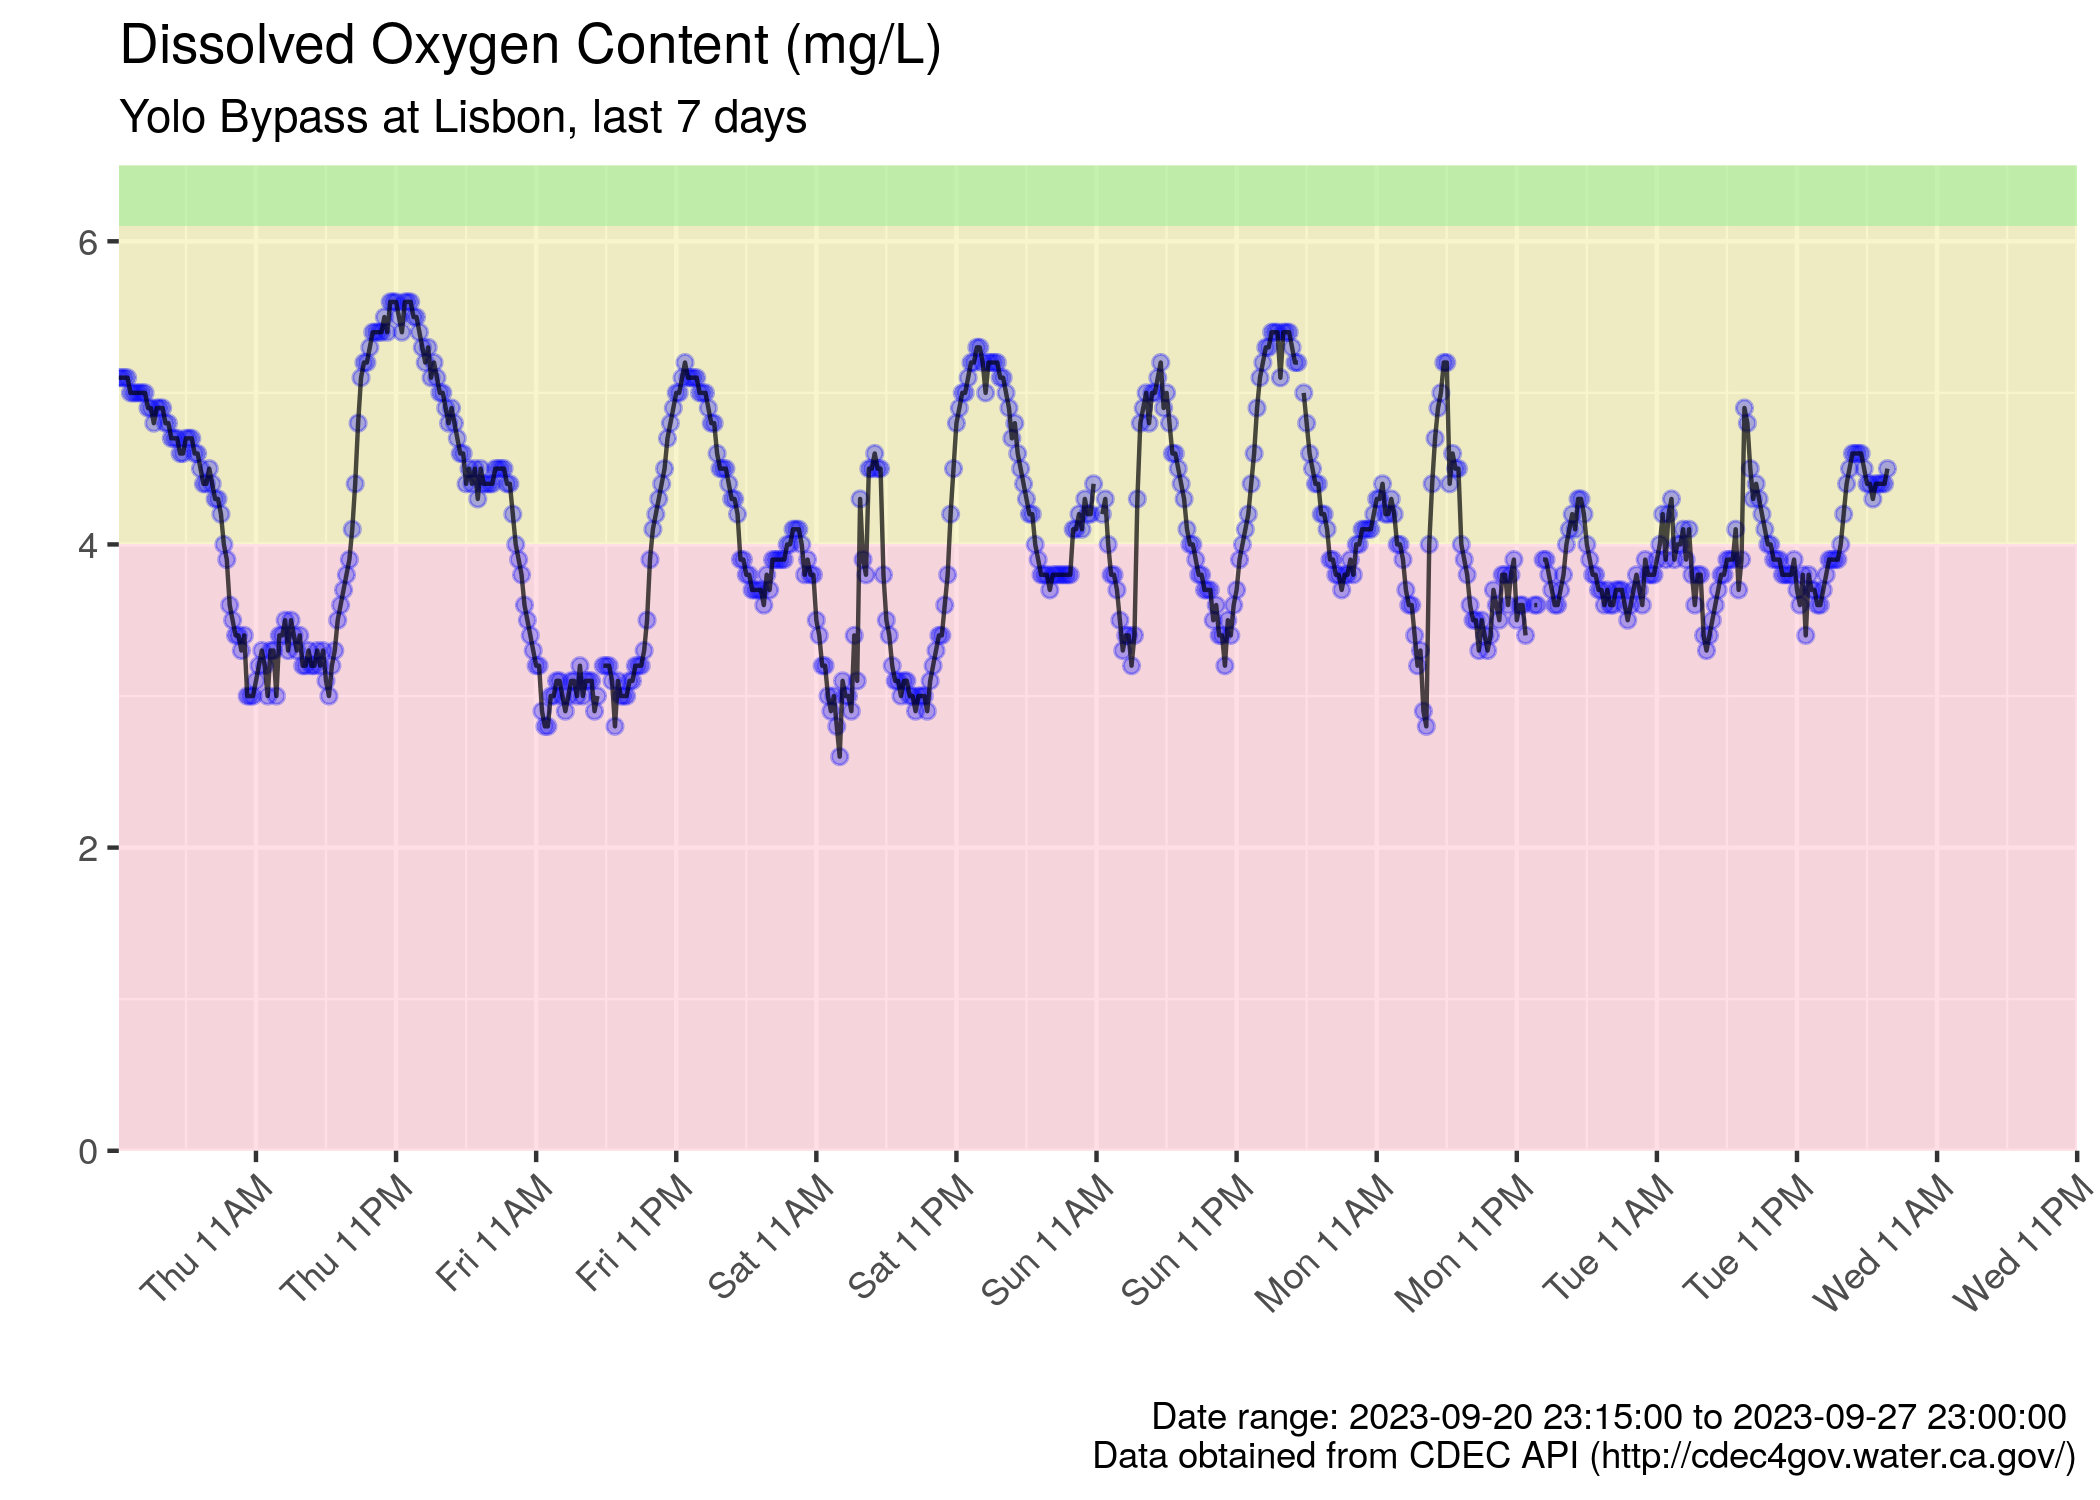 Dissolved Oxygen Content (mg/L)
Yolo Bypass at Lisbon, last 7 days
6
4
2
0
Thu 11AM
Thu 11PM
Fri 11AM
Fri 11PM
Sat 11AM
Sat 11PM
Sun 11AM
Sun 11PM
Mon 11AM
Mon 11PM
Tue 11AM
Tue 11PM
Wed 11AM
Wed 11PM
Date range: 2023-09-20 23:15:00 to 2023-09-27 23:00:00
Data obtained from CDEC API (http://cdec4gov.water.ca.gov/)